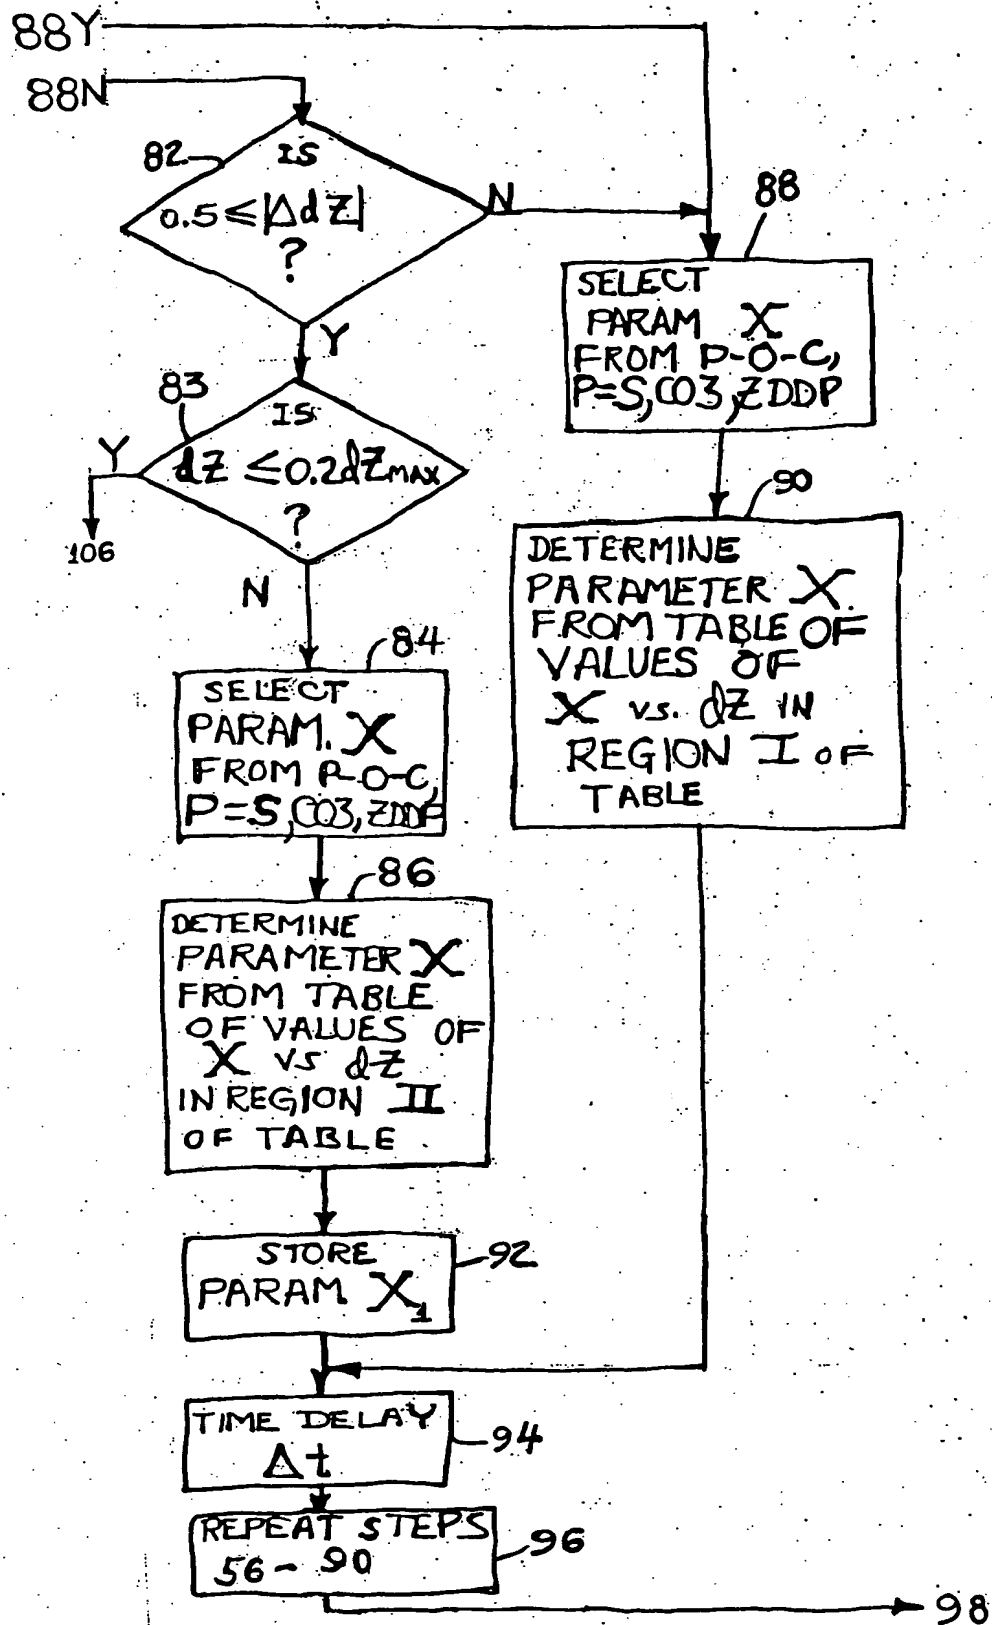 88Y
88N
82
IS
0.5 ≤ |ΔdZ|
?
N
Y
88
SELECT
PARAM X
FROM P-O-C,
P=S, CO3, ZDDP
83
IS
dZ ≤ 0.2dZMAX
?
Y
106
N
90
DETERMINE
PARAMETER X
FROM TABLE OF
VALUES OF
X vs. dZ IN
REGION I OF
TABLE
84
SELECT
PARAM. X
FROM P-O-C,
P=S, CO3, ZDDP
86
DETERMINE
PARAMETER X
FROM TABLE
OF VALUES OF
X vs dZ
IN REGION II
OF TABLE
92
STORE
PARAM X1
TIME DELAY
Δt
94
REPEAT STEPS
56 - 90
96
98